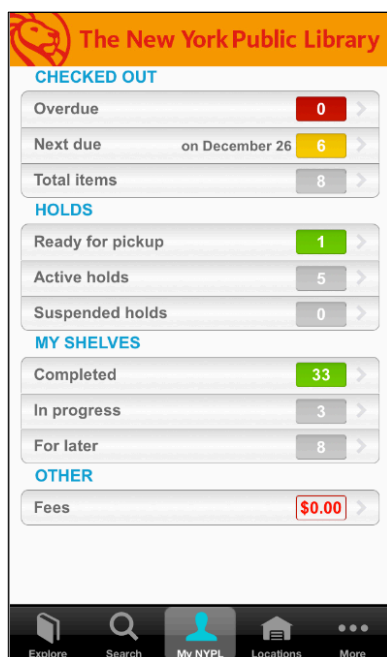 The New York Public Library
CHECKED OUT
Overdue 0
Next due on December 26 6
Total items 8
HOLDS
Ready for pickup 1
Active holds 5
Suspended holds 0
MY SHELVES
Completed 33
In progress 3
For later 8
OTHER
Fees $0.00
Explore Search My NYPL Locations More